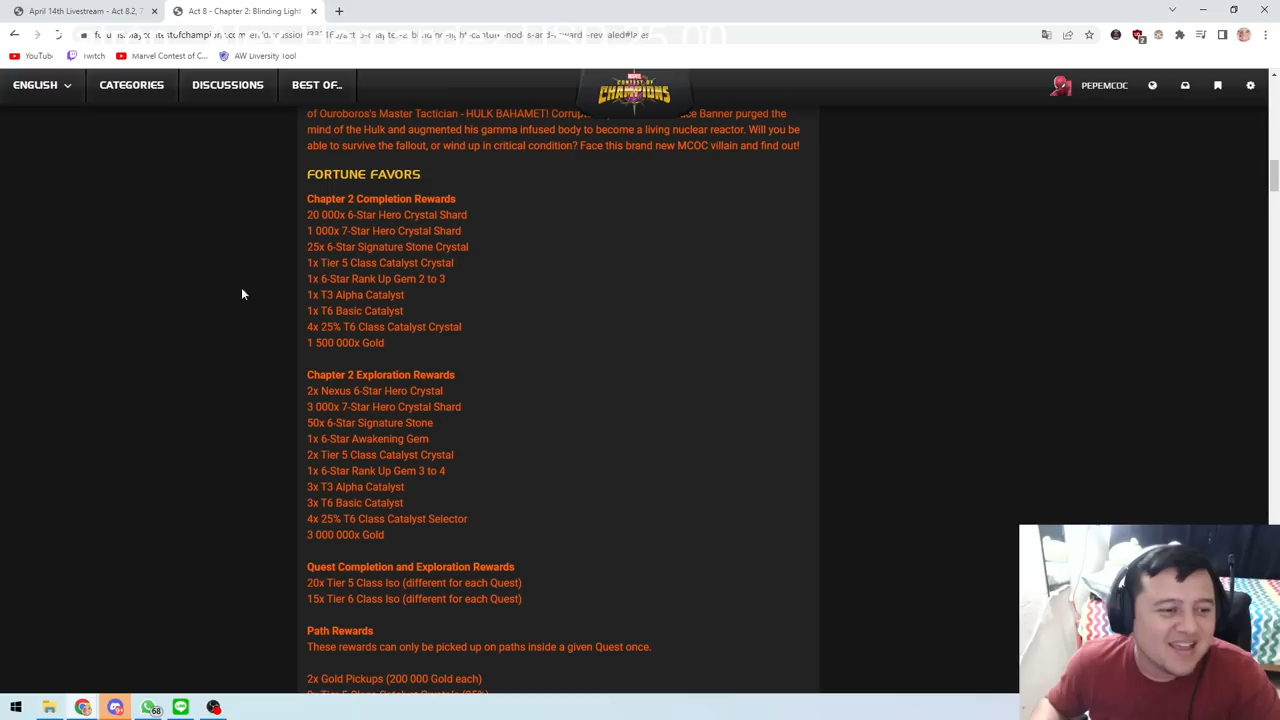 April 14th Livestream - Act 8.2, 7
Act 8 - Chapter 2: Blinding Light
YouTube
Twitch
Marvel Contest of C...
AW Diversity Tool
ENGLISH
CATEGORIES
DISCUSSIONS
BEST OF...
MARVEL
CONTEST OF
CHAMPIONS
PEPEMCOC
of Ouroboros's Master Tactician - HULK BAHAMET! Banner purged the
mind of the Hulk and augmented his gamma infused body to become a living nuclear reactor. Will you be
able to survive the fallout, or wind up in critical condition? Face this brand new MCOC villain and find out!
FORTUNE FAVORS
Chapter 2 Completion Rewards
20 000x 6-Star Hero Crystal Shard
1 000x 7-Star Hero Crystal Shard
25x 6-Star Signature Stone Crystal
1x Tier 5 Class Catalyst Crystal
1x 6-Star Rank Up Gem 2 to 3
1x T3 Alpha Catalyst
1x T6 Basic Catalyst
4x 25% T6 Class Catalyst Crystal
1 500 000x Gold
Chapter 2 Exploration Rewards
2x Nexus 6-Star Hero Crystal
3 000x 7-Star Hero Crystal Shard
50x 6-Star Signature Stone
1x 6-Star Awakening Gem
2x Tier 5 Class Catalyst Crystal
1x 6-Star Rank Up Gem 3 to 4
3x T3 Alpha Catalyst
3x T6 Basic Catalyst
4x 25% T6 Class Catalyst Selector
3 000 000x Gold
Quest Completion and Exploration Rewards
20x Tier 5 Class Iso (different for each Quest)
15x Tier 6 Class Iso (different for each Quest)
Path Rewards
These rewards can only be picked up on paths inside a given Quest once.
2x Gold Pickups (200 000 Gold each)
68